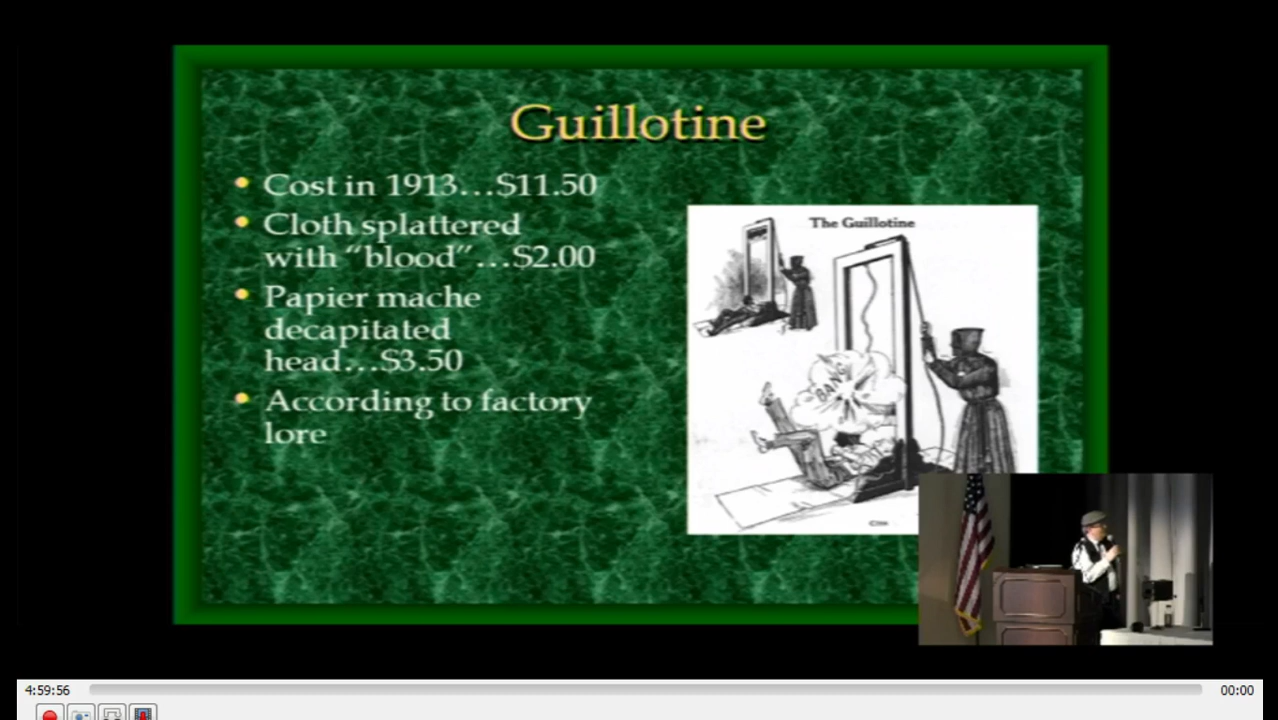 Guillotine
• Cost in 1913...$11.50
• Cloth splattered
with “blood”...$2.00
• Papier mache
decapitated
head...$3.50
• According to factory
lore
The Guillotine
BANG
4:59:56
00:00